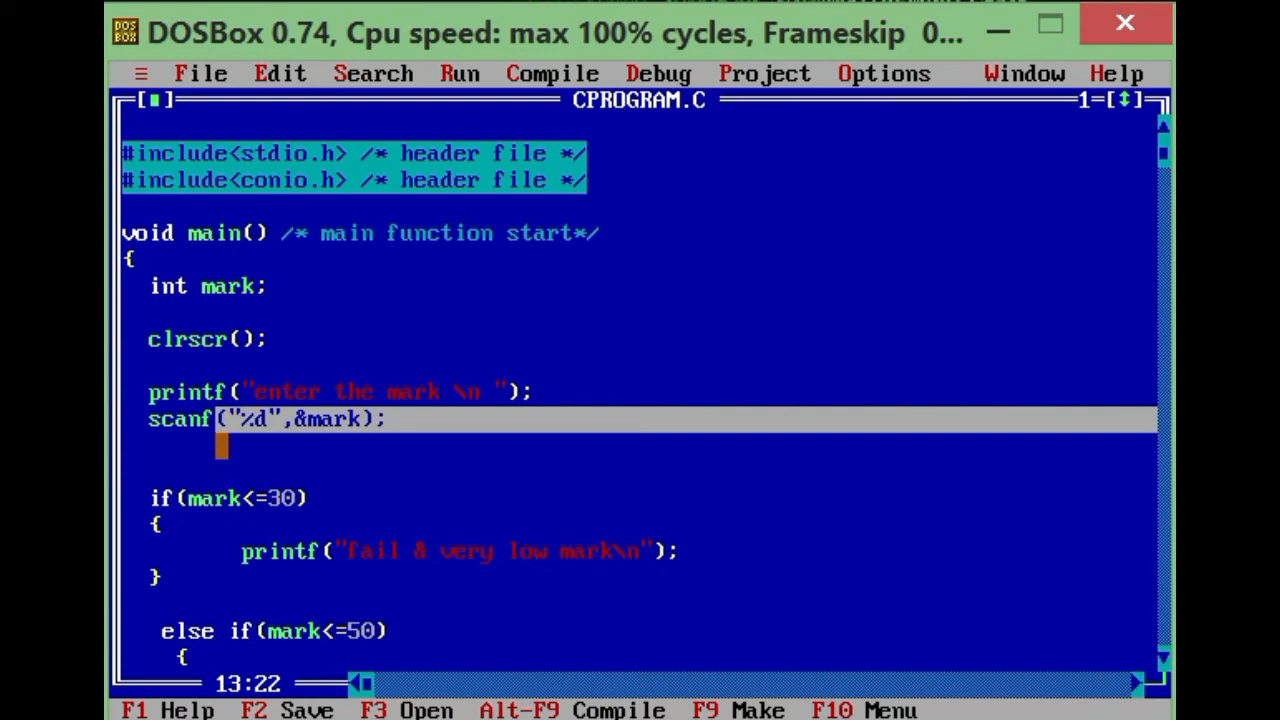 DOS BOX DOSBox 0.74, Cpu speed: max 100% cycles, Frameskip 0...
≡ File Edit Search Run Compile Debug Project Options Window Help
[■] CPROGRAM.C 1=[↕]
#include<stdio.h> /* header file */
#include<conio.h> /* header file */
void main() /* main function start*/
{
int mark;
clrscr();
printf("enter the mark \n ");
scanf("%d",&mark);
if(mark<=30)
{
printf("fail & very low mark\n");
}
else if(mark<=50)
{
13:22
F1 Help F2 Save F3 Open Alt-F9 Compile F9 Make F10 Menu